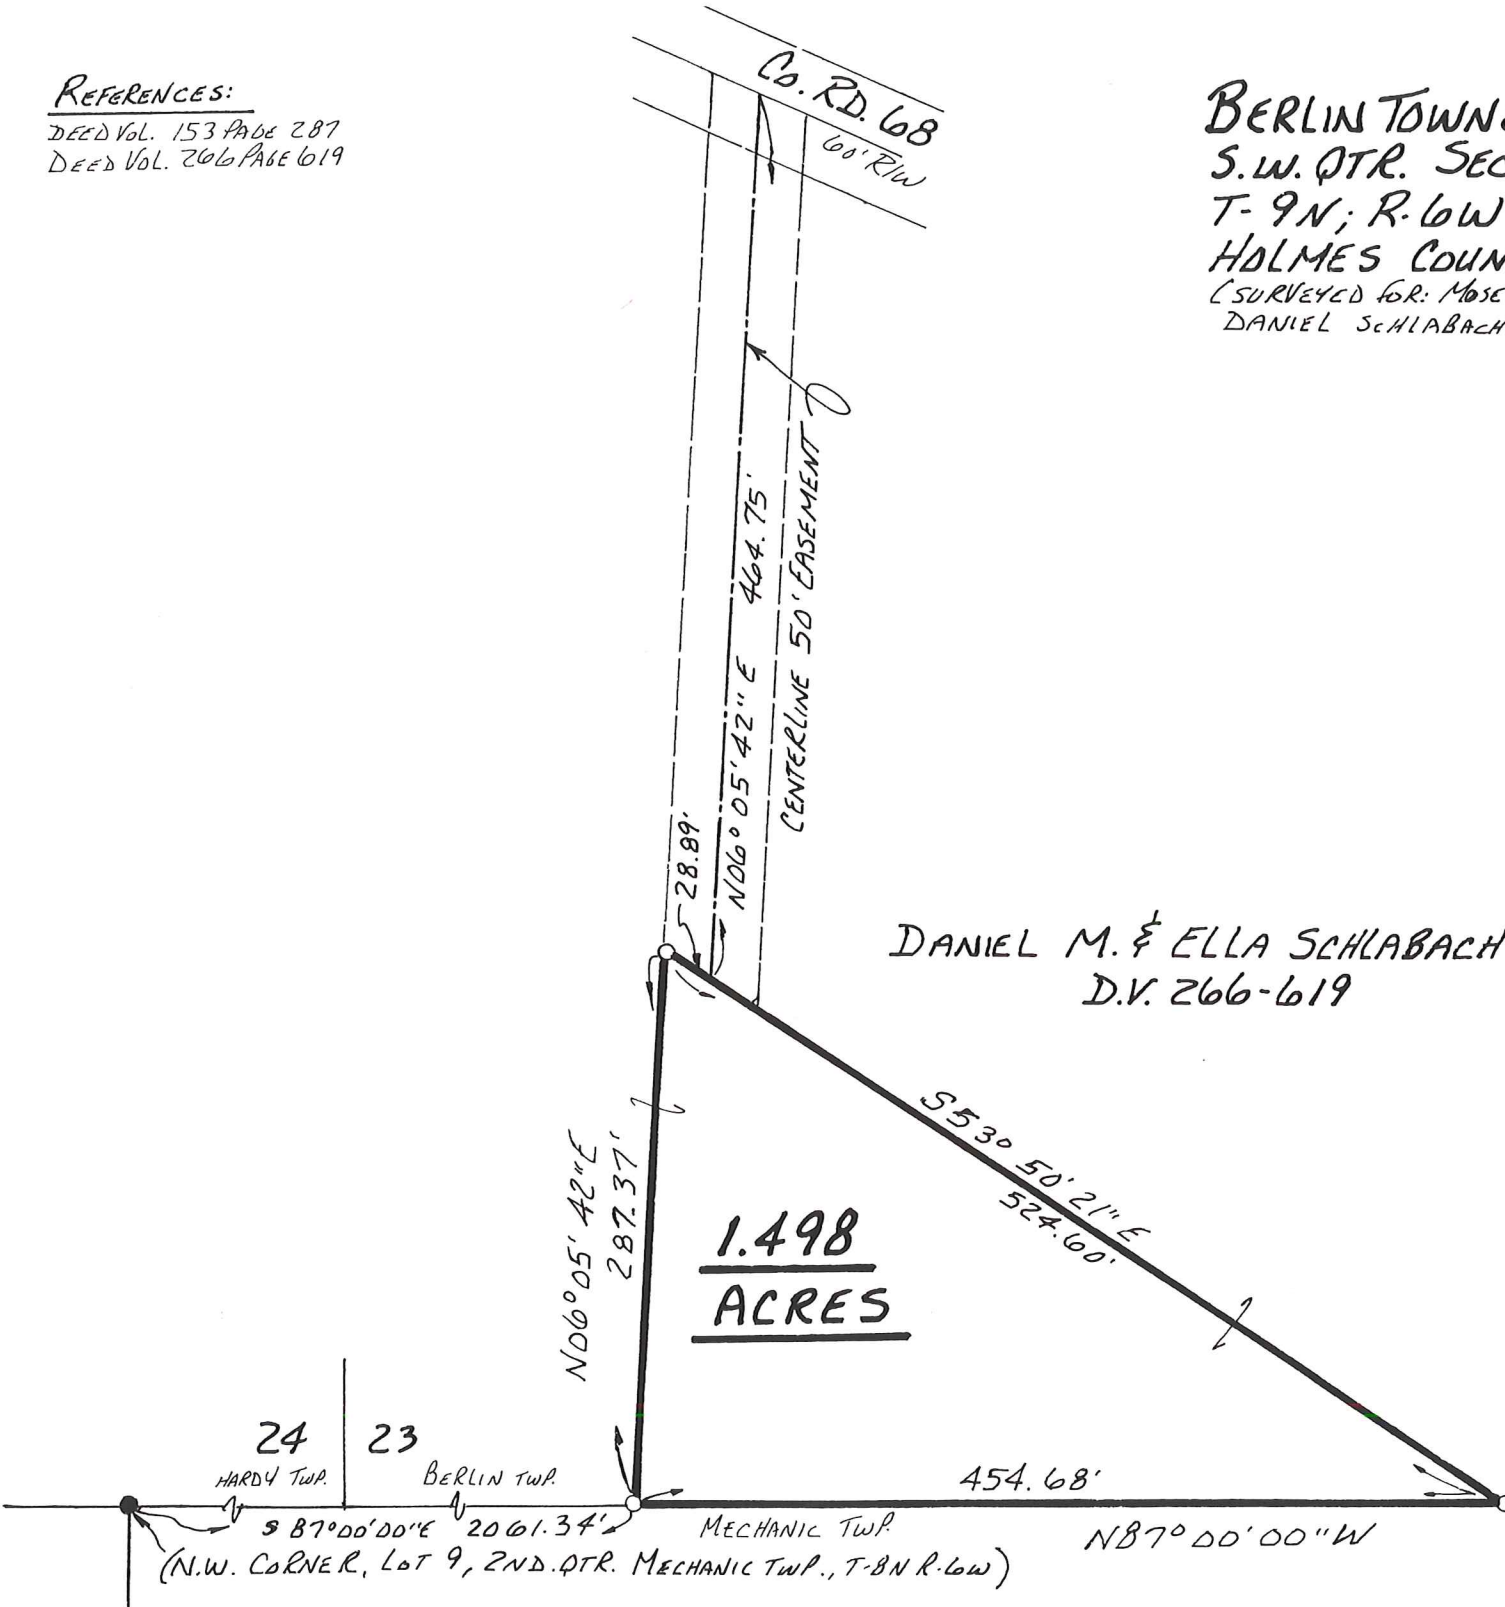 REFERENCES:
DEED VOL. 153 PAGE 287
DEED VOL. 266 PAGE 619
CO. RD. 68
60' R/W
BERLIN TOWN
S.W. QTR. SEC
T-9N; R-6W
HOLMES COUN
(SURVEYED FOR: MOSE
DANIEL SCHLABACH
N06° 05' 42" E 464.75'
CENTERLINE 50' EASEMENT
28.89'
DANIEL M. & ELLA SCHLABACH
D.V. 266-619
N06° 05' 42" E
287.37'
S53° 50' 21" E
524.60'
1.498
ACRES
24 23
HARDY TWP. BERLIN TWP.
454.68'
S 87° 00' 00" E 2061.34'
MECHANIC TWP.
N87° 00' 00" W
(N.W. CORNER, LOT 9, 2ND. QTR. MECHANIC TWP., T-8N R-6W)